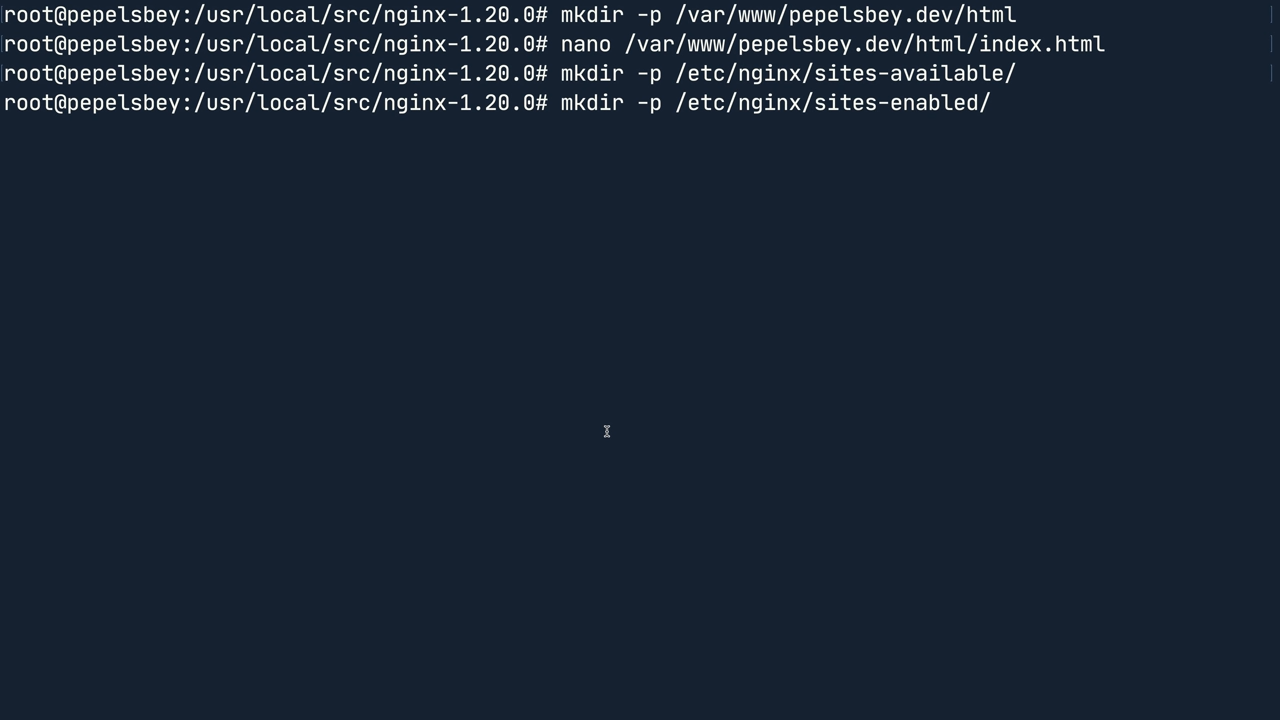 root@pepelsbey:/usr/local/src/nginx-1.20.0# mkdir -p /var/www/pepelsbey.dev/html
root@pepelsbey:/usr/local/src/nginx-1.20.0# nano /var/www/pepelsbey.dev/html/index.html
root@pepelsbey:/usr/local/src/nginx-1.20.0# mkdir -p /etc/nginx/sites-available/
root@pepelsbey:/usr/local/src/nginx-1.20.0# mkdir -p /etc/nginx/sites-enabled/